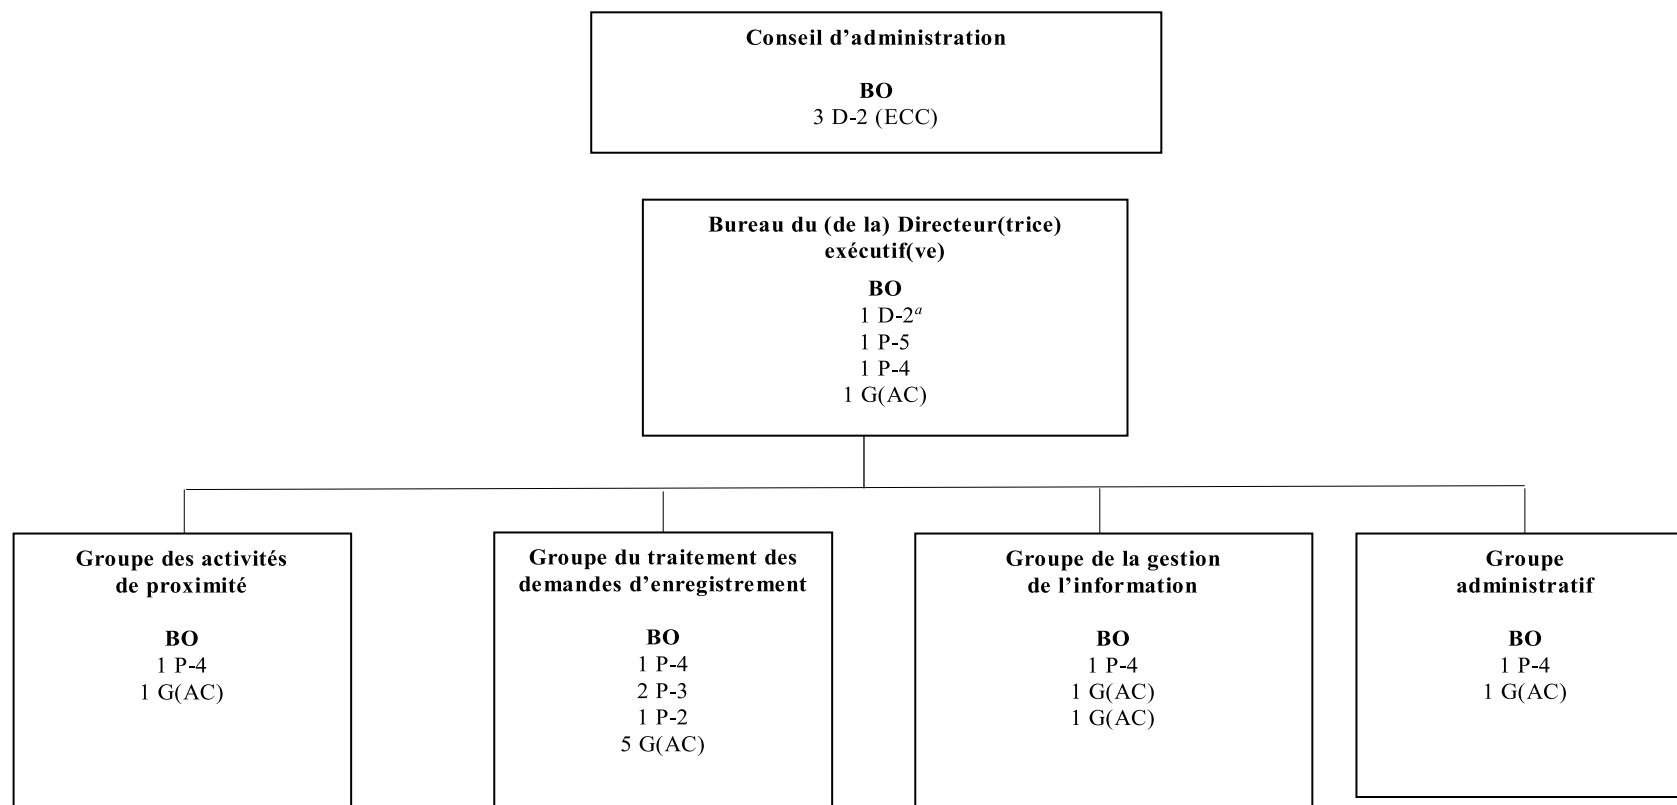 Conseil d’administration
BO
3 D-2 (ECC)
Bureau du (de la) Directeur(trice)
exécutif(ve)
BO
1 D-2ᵃ
1 P-5
1 P-4
1 G(AC)
Groupe des activités
de proximité
BO
1 P-4
1 G(AC)
Groupe du traitement des
demandes d’enregistrement
BO
1 P-4
2 P-3
1 P-2
5 G(AC)
Groupe de la gestion
de l’information
BO
1 P-4
1 G(AC)
1 G(AC)
Groupe
administratif
BO
1 P-4
1 G(AC)